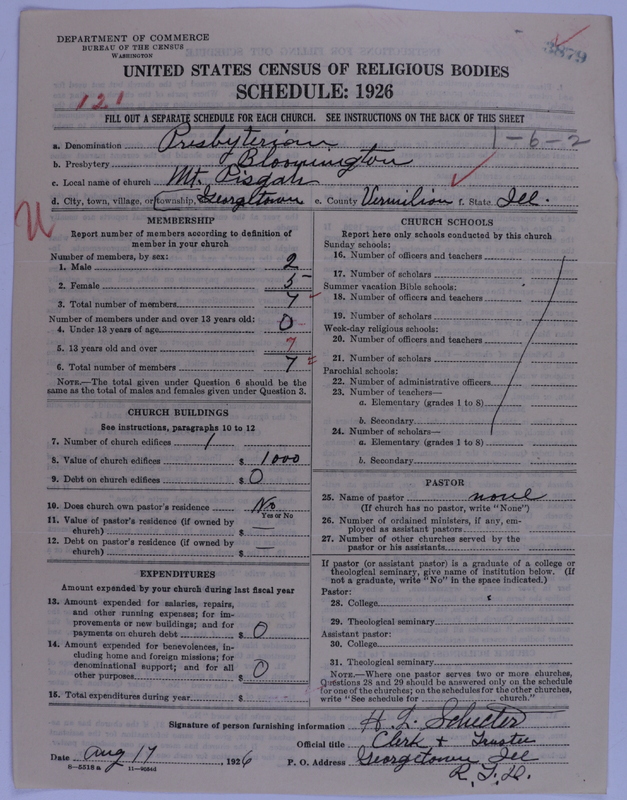 DEPARTMENT OF COMMERCE
BUREAU OF THE CENSUS
WASHINGTON
3879
UNITED STATES CENSUS OF RELIGIOUS BODIES
SCHEDULE: 1926
121
FILL OUT A SEPARATE SCHEDULE FOR EACH CHURCH. SEE INSTRUCTIONS ON THE BACK OF THIS SHEET
1-6-2
a. Denomination Presbyterian
b. Presbytery Bloomington
c. Local name of church Mt. Pisgah
d. City, town, village, or township, Georgetown e. County Vermilion f. State Ill.
MEMBERSHIP
Report number of members according to definition of
member in your church
Number of members, by sex:
1. Male 2
2. Female 5
3. Total number of members 7
Number of members under and over 13 years old:
4. Under 13 years of age 0
5. 13 years old and over 7
6. Total number of members 7
NOTE.—The total given under Question 6 should be the
same as the total of males and females given under Question 3.
CHURCH BUILDINGS
See instructions, paragraphs 10 to 12
7. Number of church edifices 1
8. Value of church edifices $ 1000
9. Debt on church edifices $ 0
10. Does church own pastor's residence No
Yes or No
11. Value of pastor's residence (if owned by
church) $ —
12. Debt on pastor's residence (if owned by
church) $ —
EXPENDITURES
Amount expended by your church during last fiscal year
13. Amount expended for salaries, repairs,
and other running expenses; for im-
provements or new buildings; and for
payments on church debt $ 0
14. Amount expended for benevolences, in-
cluding home and foreign missions; for
denominational support; and for all
other purposes $ 0
15. Total expenditures during year $
CHURCH SCHOOLS
Report here only schools conducted by this church
Sunday schools:
16. Number of officers and teachers
17. Number of scholars
Summer vacation Bible schools:
18. Number of officers and teachers
19. Number of scholars
Week-day religious schools:
20. Number of officers and teachers
21. Number of scholars
Parochial schools:
22. Number of administrative officers
23. Number of teachers—
a. Elementary (grades 1 to 8)
b. Secondary
24. Number of scholars—
a. Elementary (grades 1 to 8)
b. Secondary
PASTOR
25. Name of pastor none
(If church has no pastor, write "None")
26. Number of ordained ministers, if any, em-
ployed as assistant pastors
27. Number of other churches served by the
pastor or his assistants
If pastor (or assistant pastor) is a graduate of a college or
theological seminary, give name of institution below. (If
not a graduate, write "No" in the space indicated.)
Pastor:
28. College
29. Theological seminary
Assistant pastor:
30. College
31. Theological seminary
NOTE.—Where one pastor serves two or more churches,
Questions 28 and 29 should be answered only on the schedule
for one of the churches; on the schedules for the other churches,
write "See schedule for church."
Signature of person furnishing information H. L. Schecter
Official title Clerk + Trustee
Date Aug 17, 1926 P. O. Address Georgetown Ill
R.F.D.
8-5518a 11-9084d